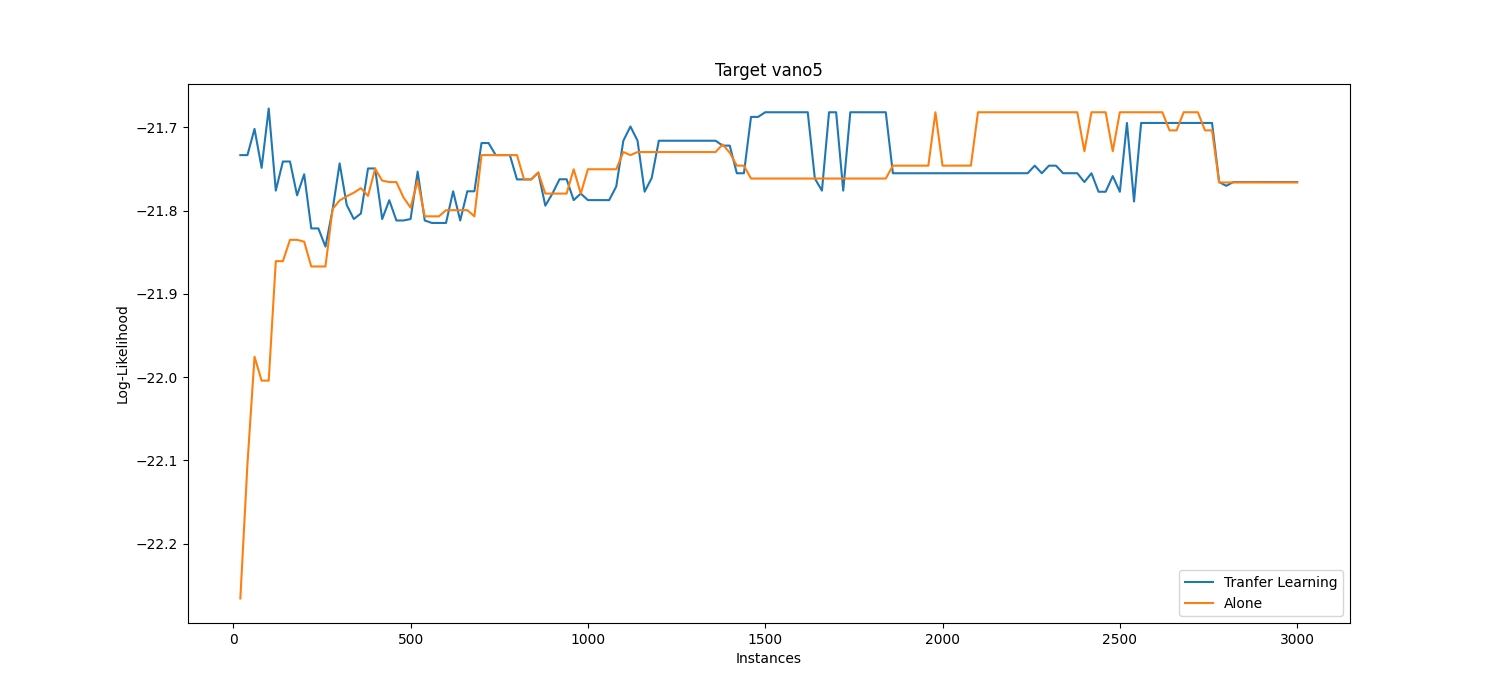 Target vano5
−21.7
−21.8
−21.9
−22.0
−22.1
−22.2
Log-Likelihood
0
500
1000
1500
2000
2500
3000
Instances
Tranfer Learning
Alone